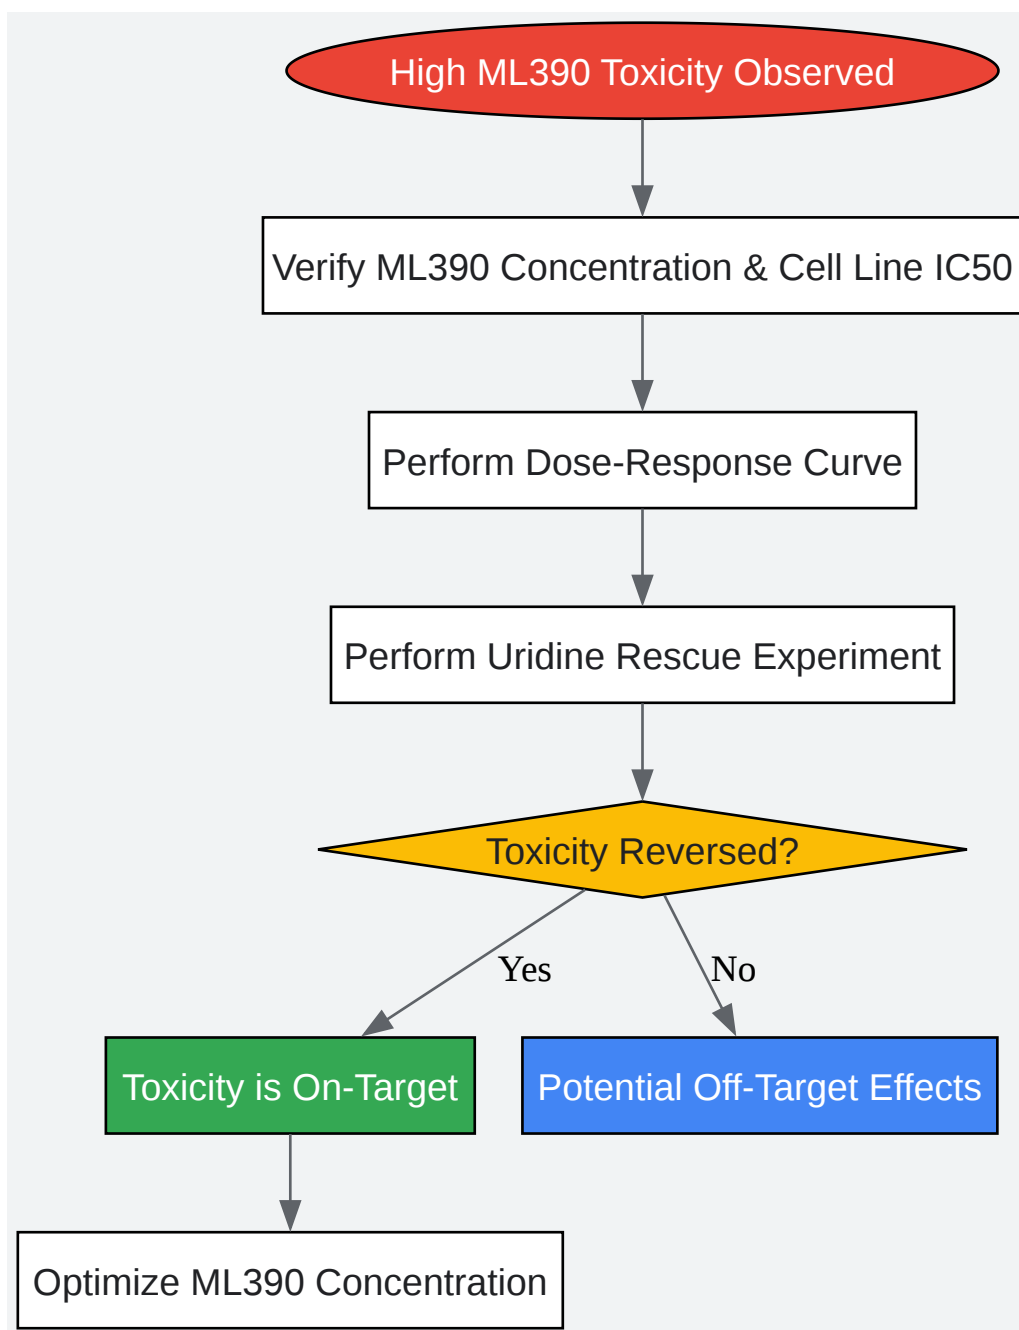 High ML390 Toxicity Observed
Verify ML390 Concentration & Cell Line IC50
Perform Dose-Response Curve
Perform Uridine Rescue Experiment
Toxicity Reversed?
Yes
No
Toxicity is On-Target
Potential Off-Target Effects
Optimize ML390 Concentration